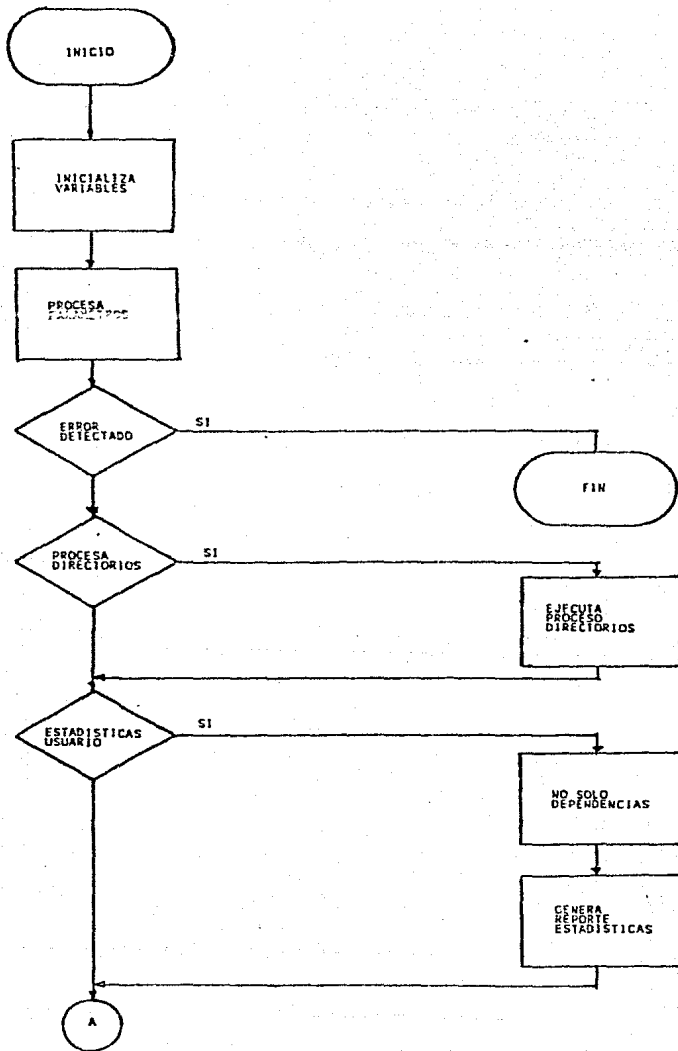 INICIO
INICIALIZA
VARIABLES
PROCESA
PARAMETROS
ERROR
DETECTADO
SI
FIN
PROCESA
DIRECTORIOS
SI
EJECUTA
PROCESO
DIRECTORIOS
ESTADISTICAS
USUARIO
SI
NO SOLO
DEPENDENCIAS
GENERA
REPORTE
ESTADISTICAS
A